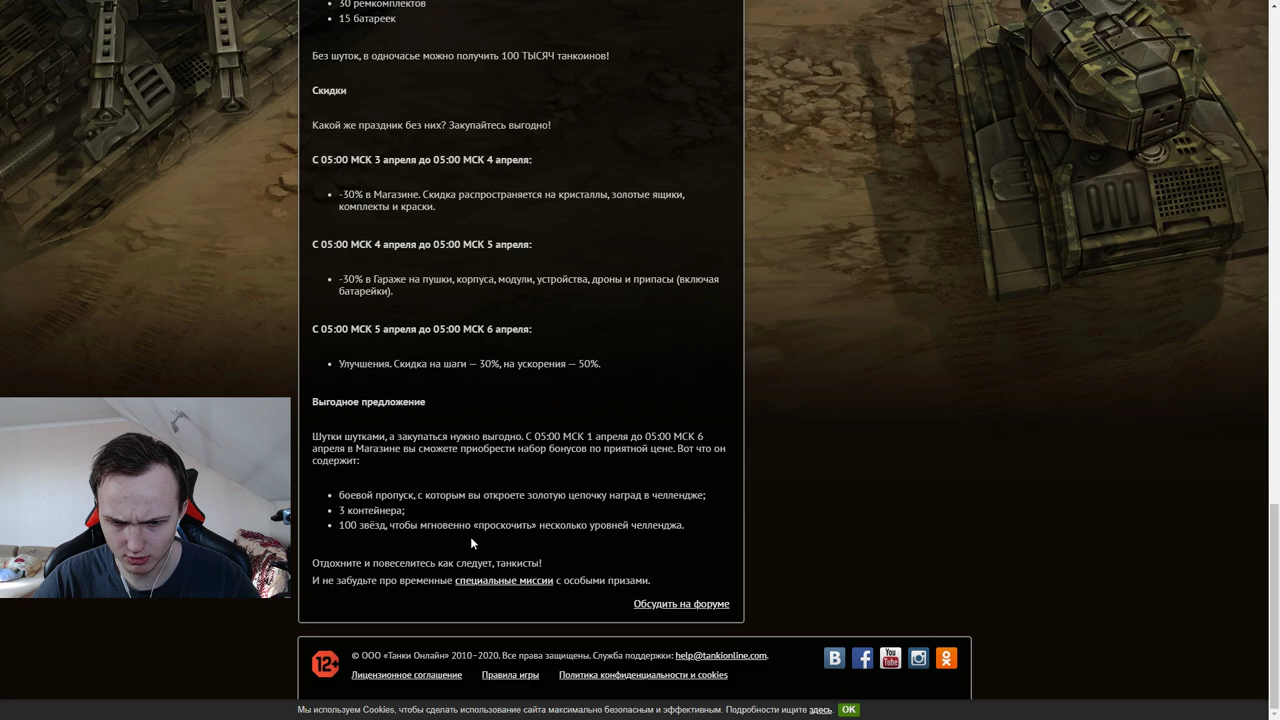 30 ремкомплектов
15 батареек
Без шуток, в одночасье можно получить 100 ТЫСЯЧ танкоинов!
Скидки
Какой же праздник без них? Закупайтесь выгодно!
С 05:00 МСК 3 апреля до 05:00 МСК 4 апреля:
-30% в Магазине. Скидка распространяется на кристаллы, золотые ящики,
комплекты и краски.
С 05:00 МСК 4 апреля до 05:00 МСК 5 апреля:
-30% в Гараже на пушки, корпуса, модули, устройства, дроны и припасы (включая
батарейки).
С 05:00 МСК 5 апреля до 05:00 МСК 6 апреля:
Улучшения. Скидка на шаги — 30%, на ускорения — 50%.
Выгодное предложение
Шутки шутками, а закупаться нужно выгодно. С 05:00 МСК 1 апреля до 05:00 МСК 6
апреля в Магазине вы сможете приобрести набор бонусов по приятной цене. Вот что он
содержит:
боевой пропуск, с которым вы откроете золотую цепочку наград в челлендже;
3 контейнера;
100 звёзд, чтобы мгновенно «проскочить» несколько уровней челленджа.
Отдохните и повеселитесь как следует, танкисты!
И не забудьте про временные специальные миссии с особыми призами.
Обсудить на форуме
12+
© ООО «Танки Онлайн» 2010–2020. Все права защищены. Служба поддержки: help@tankionline.com.
Лицензионное соглашение Правила игры Политика конфиденциальности и cookies
You Tube
Мы используем Cookies, чтобы сделать использование сайта максимально безопасным и эффективным. Подробности ищите здесь. OK